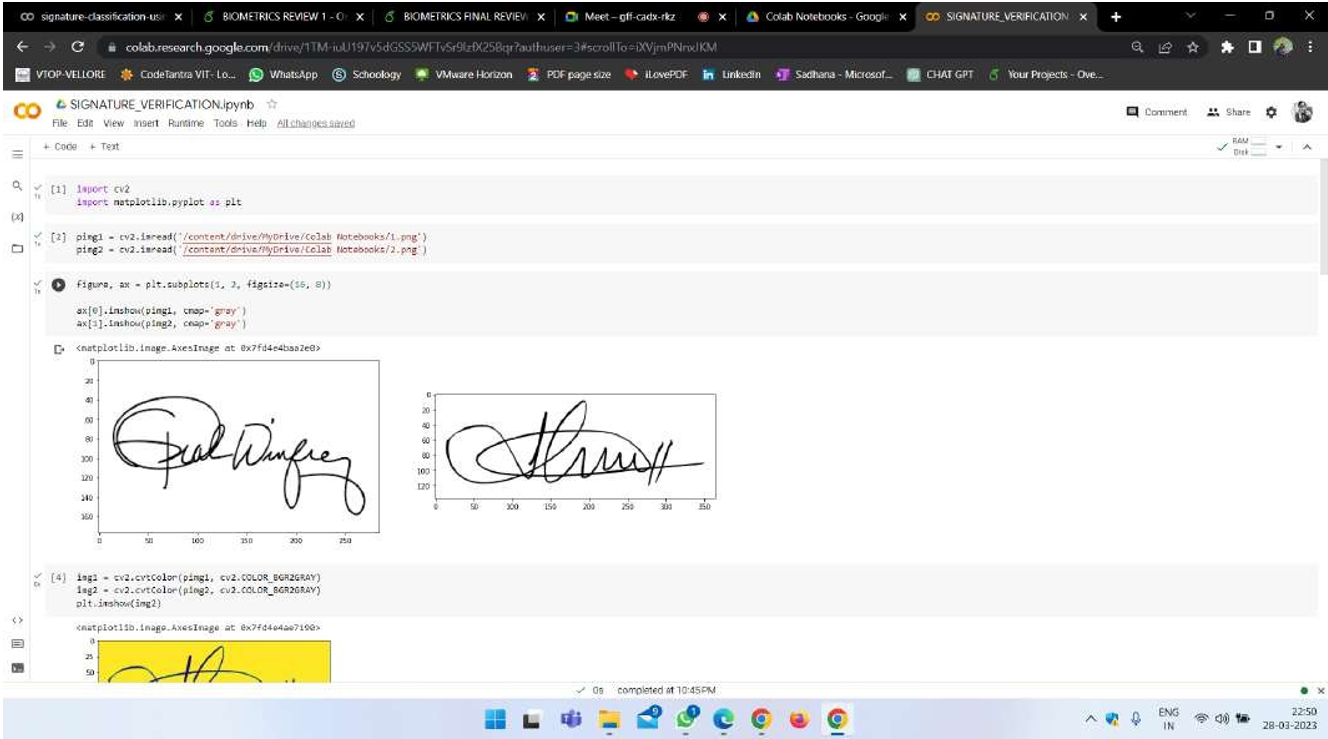 signature-classification-usin
BIOMETRICS REVIEW 1 - O
BIOMETRICS FINAL REVIEW
Meet – gff-cadx-rkz
Colab Notebooks - Google
SIGNATURE_VERIFICATION
colab.research.google.com
VTOP-VELLORE
CodeTantra VIT- Lo...
WhatsApp
Schoology
VMware Horizon
PDF page size
iLovePDF
LinkedIn
Sadhana - Microsof...
CHAT GPT
Your Projects - Ove...
SIGNATURE_VERIFICATION.ipynb
File Edit View Insert Runtime Tools Help All changes saved
Comment
Share
+ Code + Text
RAM
Disk
[1] import cv2
import matplotlib.pyplot as plt
[2] pimg1 = cv2.imread('/content/drive/MyDrive/Colab Notebooks/1.png')
pimg2 = cv2.imread('/content/drive/MyDrive/Colab Notebooks/2.png')
figure, ax = plt.subplots(1, 2, figsize=(16, 8))
ax[0].imshow(pimg1, cmap='gray')
ax[1].imshow(pimg2, cmap='gray')
<matplotlib.image.AxesImage at 0x7fd4e4baa2e0>
0
20
40
60
80
100
120
140
160
0 50 100 150 200 250
0
20
40
60
80
100
120
0 50 100 150 200 250 300 350
[4] img1 = cv2.cvtColor(pimg1, cv2.COLOR_BGR2GRAY)
img2 = cv2.cvtColor(pimg2, cv2.COLOR_BGR2GRAY)
plt.imshow(img2)
<matplotlib.image.AxesImage at 0x7fd4e4ae7190>
0
25
50
0s completed at 10:45 PM
ENG
IN
22:50
28-03-2023